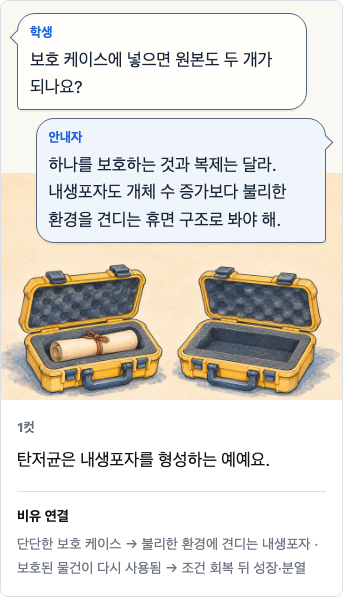 학생
보호 케이스에 넣으면 원본도 두 개가
되나요?
안내자
하나를 보호하는 것과 복제는 달라.
내생포자도 개체 수 증가보다 불리한
환경을 견디는 휴면 구조로 봐야 해.
1컷
탄저균은 내생포자를 형성하는 예예요.
비유 연결
단단한 보호 케이스 → 불리한 환경에 견디는 내생포자 ·
보호된 물건이 다시 사용됨 → 조건 회복 뒤 성장·분열